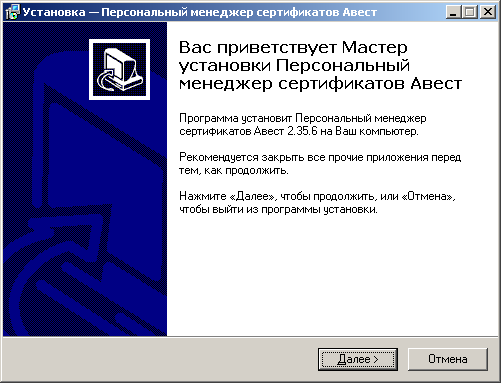 Установка — Персональный менеджер сертификатов Авест
Вас приветствует Мастер
установки Персональный
менеджер сертификатов Авест
Программа установит Персональный менеджер
сертификатов Авест 2.35.6 на Ваш компьютер.
Рекомендуется закрыть все прочие приложения перед
тем, как продолжить.
Нажмите «Далее», чтобы продолжить, или «Отмена»,
чтобы выйти из программы установки.
Далее >
Отмена